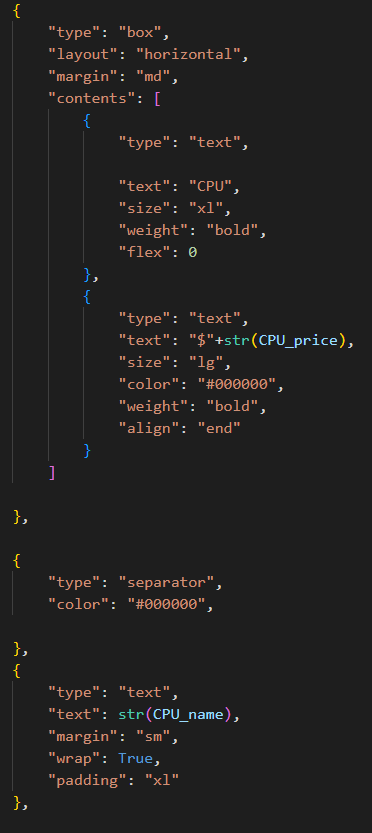 {
    "type": "box",
    "layout": "horizontal",
    "margin": "md",
    "contents": [
        {
            "type": "text",

            "text": "CPU",
            "size": "xl",
            "weight": "bold",
            "flex": 0
        },
        {
            "type": "text",
            "text": "$"+str(CPU_price),
            "size": "lg",
            "color": "#000000",
            "weight": "bold",
            "align": "end"
        }
    ]

},

{
    "type": "separator",
    "color": "#000000",

},
{
    "type": "text",
    "text": str(CPU_name),
    "margin": "sm",
    "wrap": True,
    "padding": "xl"
},